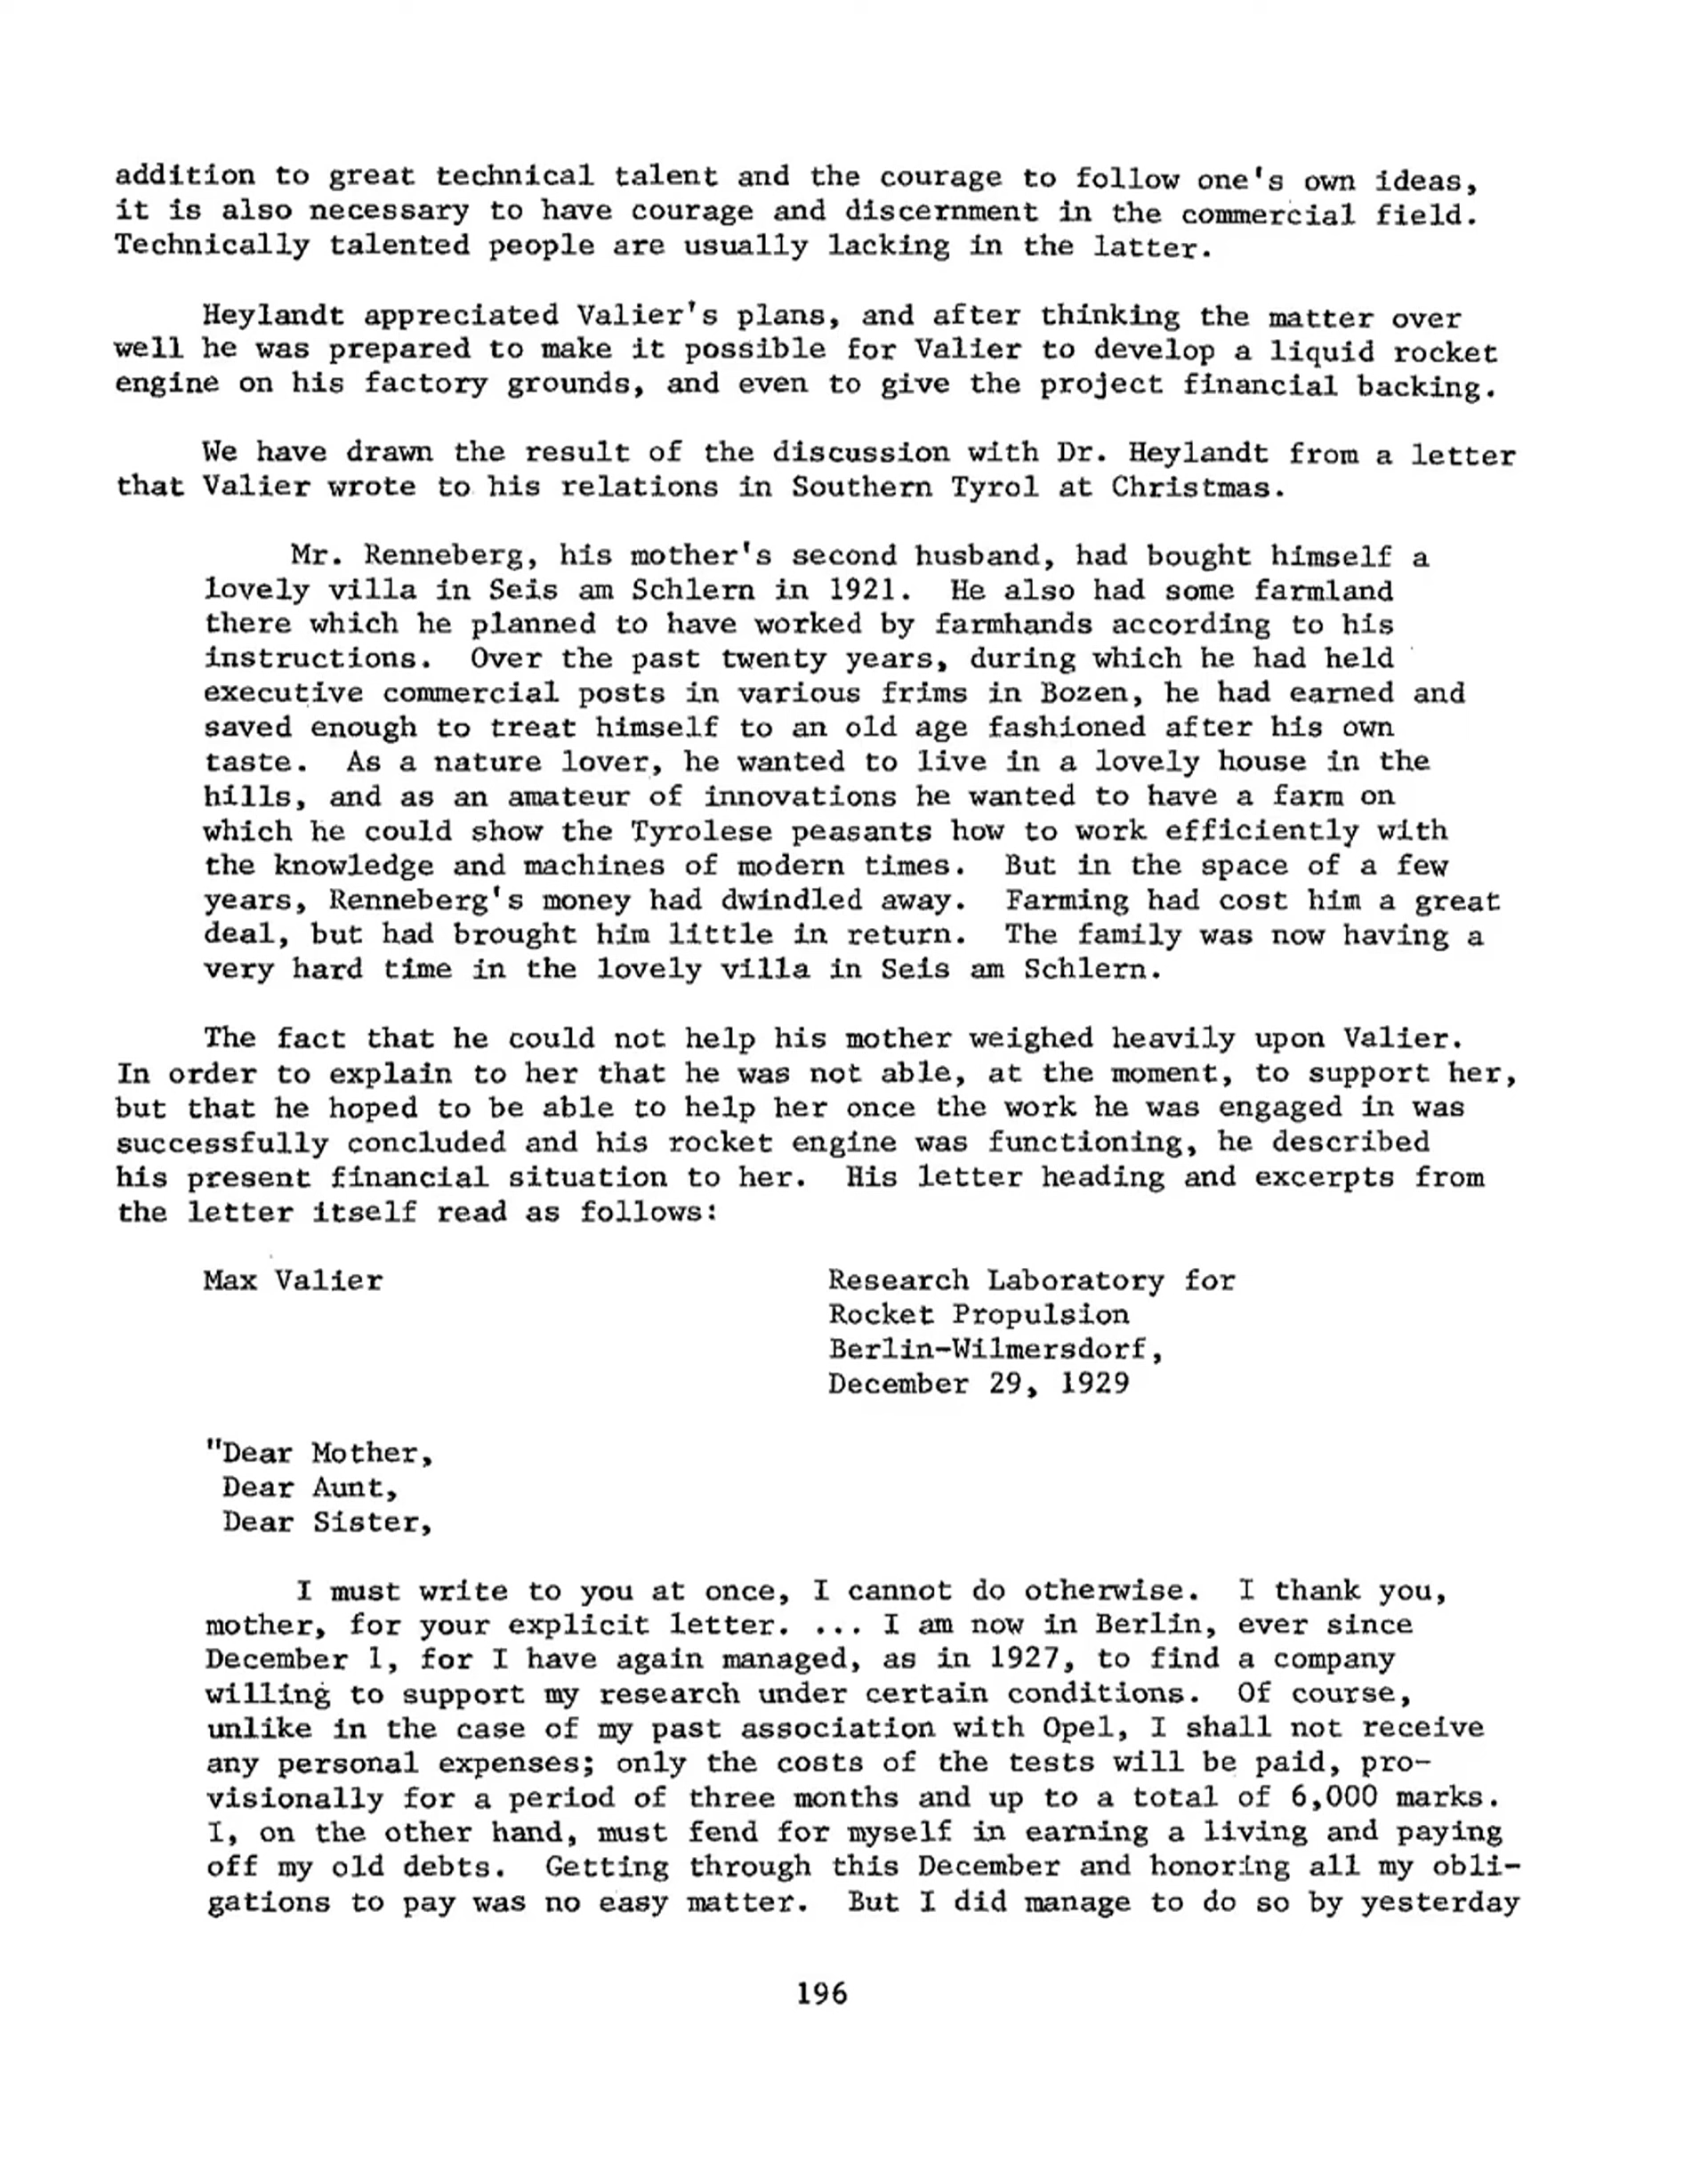 addition to great technical talent and the courage to follow one's own ideas,
it is also necessary to have courage and discernment in the commercial field.
Technically talented people are usually lacking in the latter.
Heylandt appreciated Valier's plans, and after thinking the matter over
well he was prepared to make it possible for Valier to develop a liquid rocket
engine on his factory grounds, and even to give the project financial backing.
We have drawn the result of the discussion with Dr. Heylandt from a letter
that Valier wrote to his relations in Southern Tyrol at Christmas.
Mr. Renneberg, his mother's second husband, had bought himself a
lovely villa in Seis am Schlern in 1921. He also had some farmland
there which he planned to have worked by farmhands according to his
instructions. Over the past twenty years, during which he had held
executive commercial posts in various frims in Bozen, he had earned and
saved enough to treat himself to an old age fashioned after his own
taste. As a nature lover, he wanted to live in a lovely house in the
hills, and as an amateur of innovations he wanted to have a farm on
which he could show the Tyrolese peasants how to work efficiently with
the knowledge and machines of modern times. But in the space of a few
years, Renneberg's money had dwindled away. Farming had cost him a great
deal, but had brought him little in return. The family was now having a
very hard time in the lovely villa in Seis am Schlern.
The fact that he could not help his mother weighed heavily upon Valier.
In order to explain to her that he was not able, at the moment, to support her,
but that he hoped to be able to help her once the work he was engaged in was
successfully concluded and his rocket engine was functioning, he described
his present financial situation to her. His letter heading and excerpts from
the letter itself read as follows:
Max Valier
Research Laboratory for
Rocket Propulsion
Berlin-Wilmersdorf,
December 29, 1929
"Dear Mother,
Dear Aunt,
Dear Sister,
I must write to you at once, I cannot do otherwise. I thank you,
mother, for your explicit letter. ... I am now in Berlin, ever since
December 1, for I have again managed, as in 1927, to find a company
willing to support my research under certain conditions. Of course,
unlike in the case of my past association with Opel, I shall not receive
any personal expenses; only the costs of the tests will be paid, pro-
visionally for a period of three months and up to a total of 6,000 marks.
I, on the other hand, must fend for myself in earning a living and paying
off my old debts. Getting through this December and honoring all my obli-
gations to pay was no easy matter. But I did manage to do so by yesterday
196